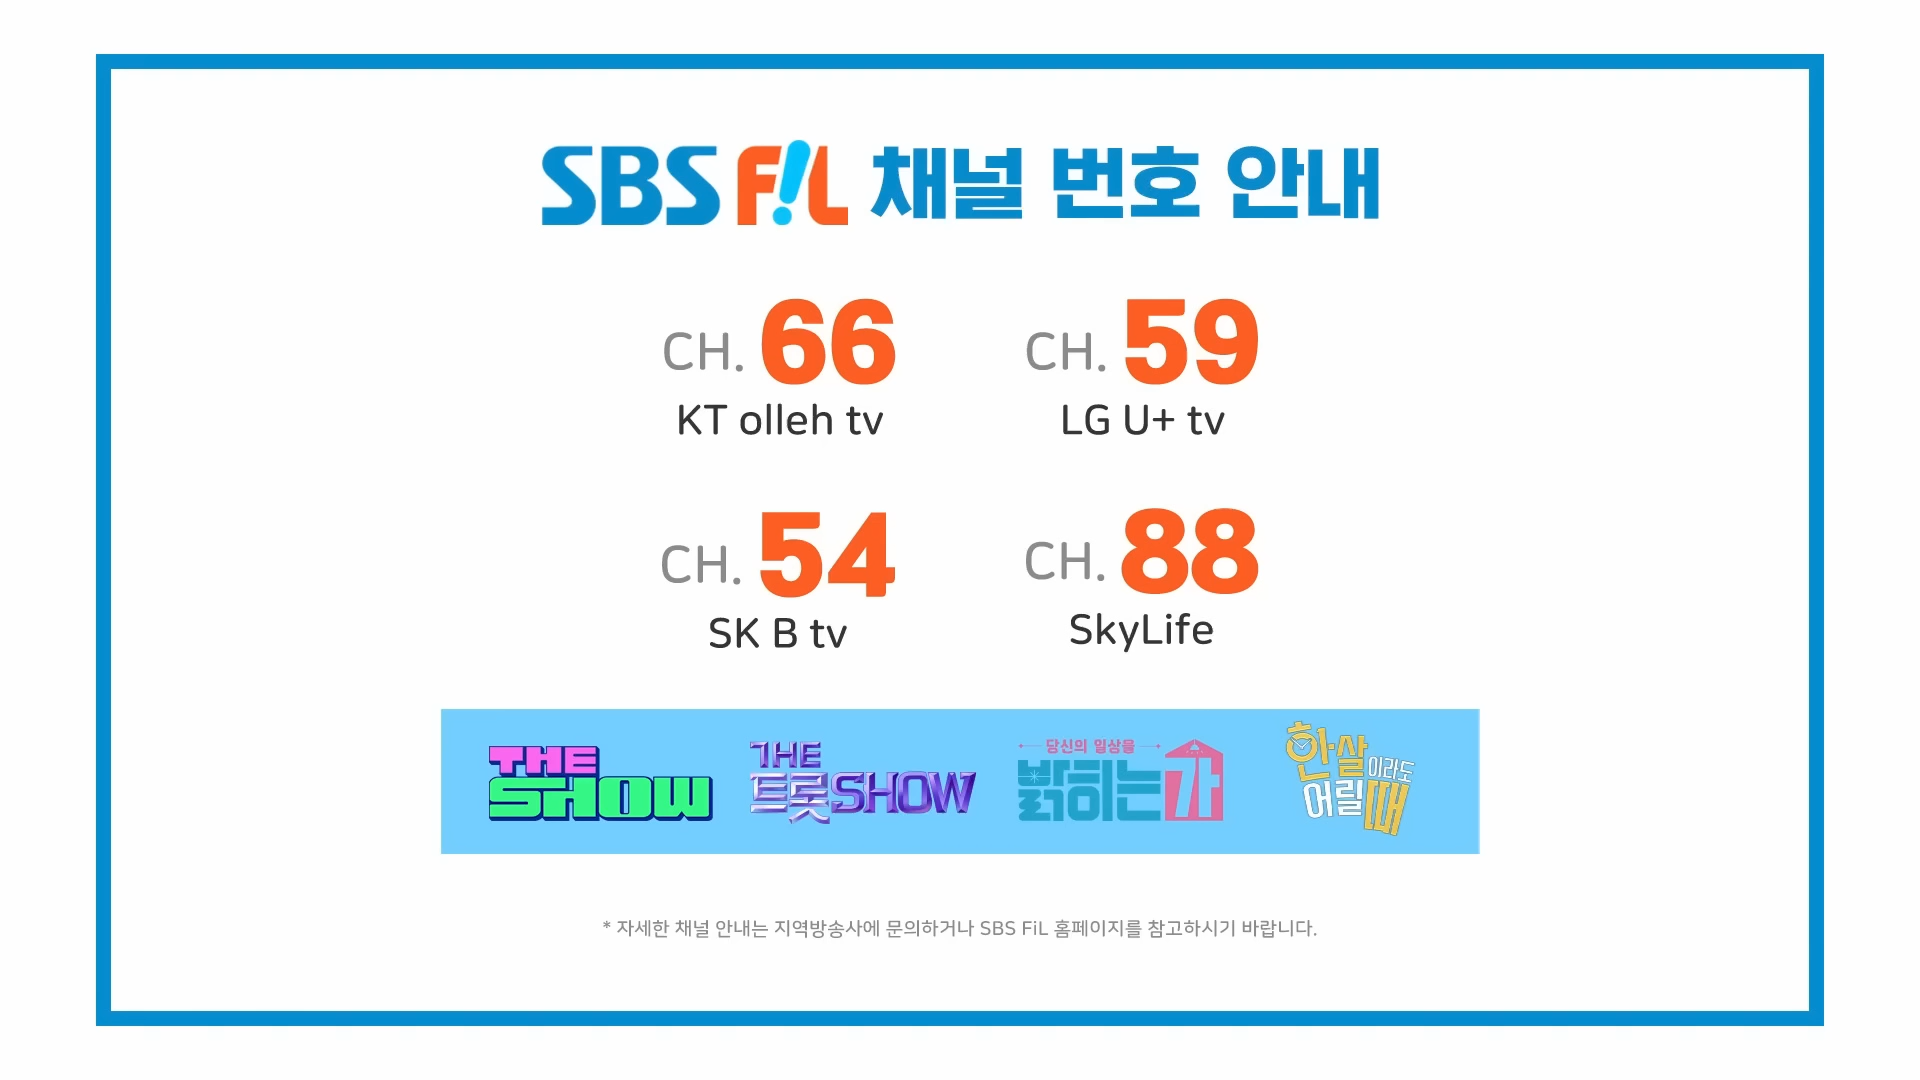 SBS F!L 채널 번호 안내
CH. 66
KT olleh tv
CH. 59
LG U+ tv
CH. 54
SK B tv
CH. 88
SkyLife
THE
SHOW
THE
트롯SHOW
당신의 일상을
밝히는가
한살이라도
어릴때
* 자세한 채널 안내는 지역방송사에 문의하거나 SBS FiL 홈페이지를 참고하시기 바랍니다.